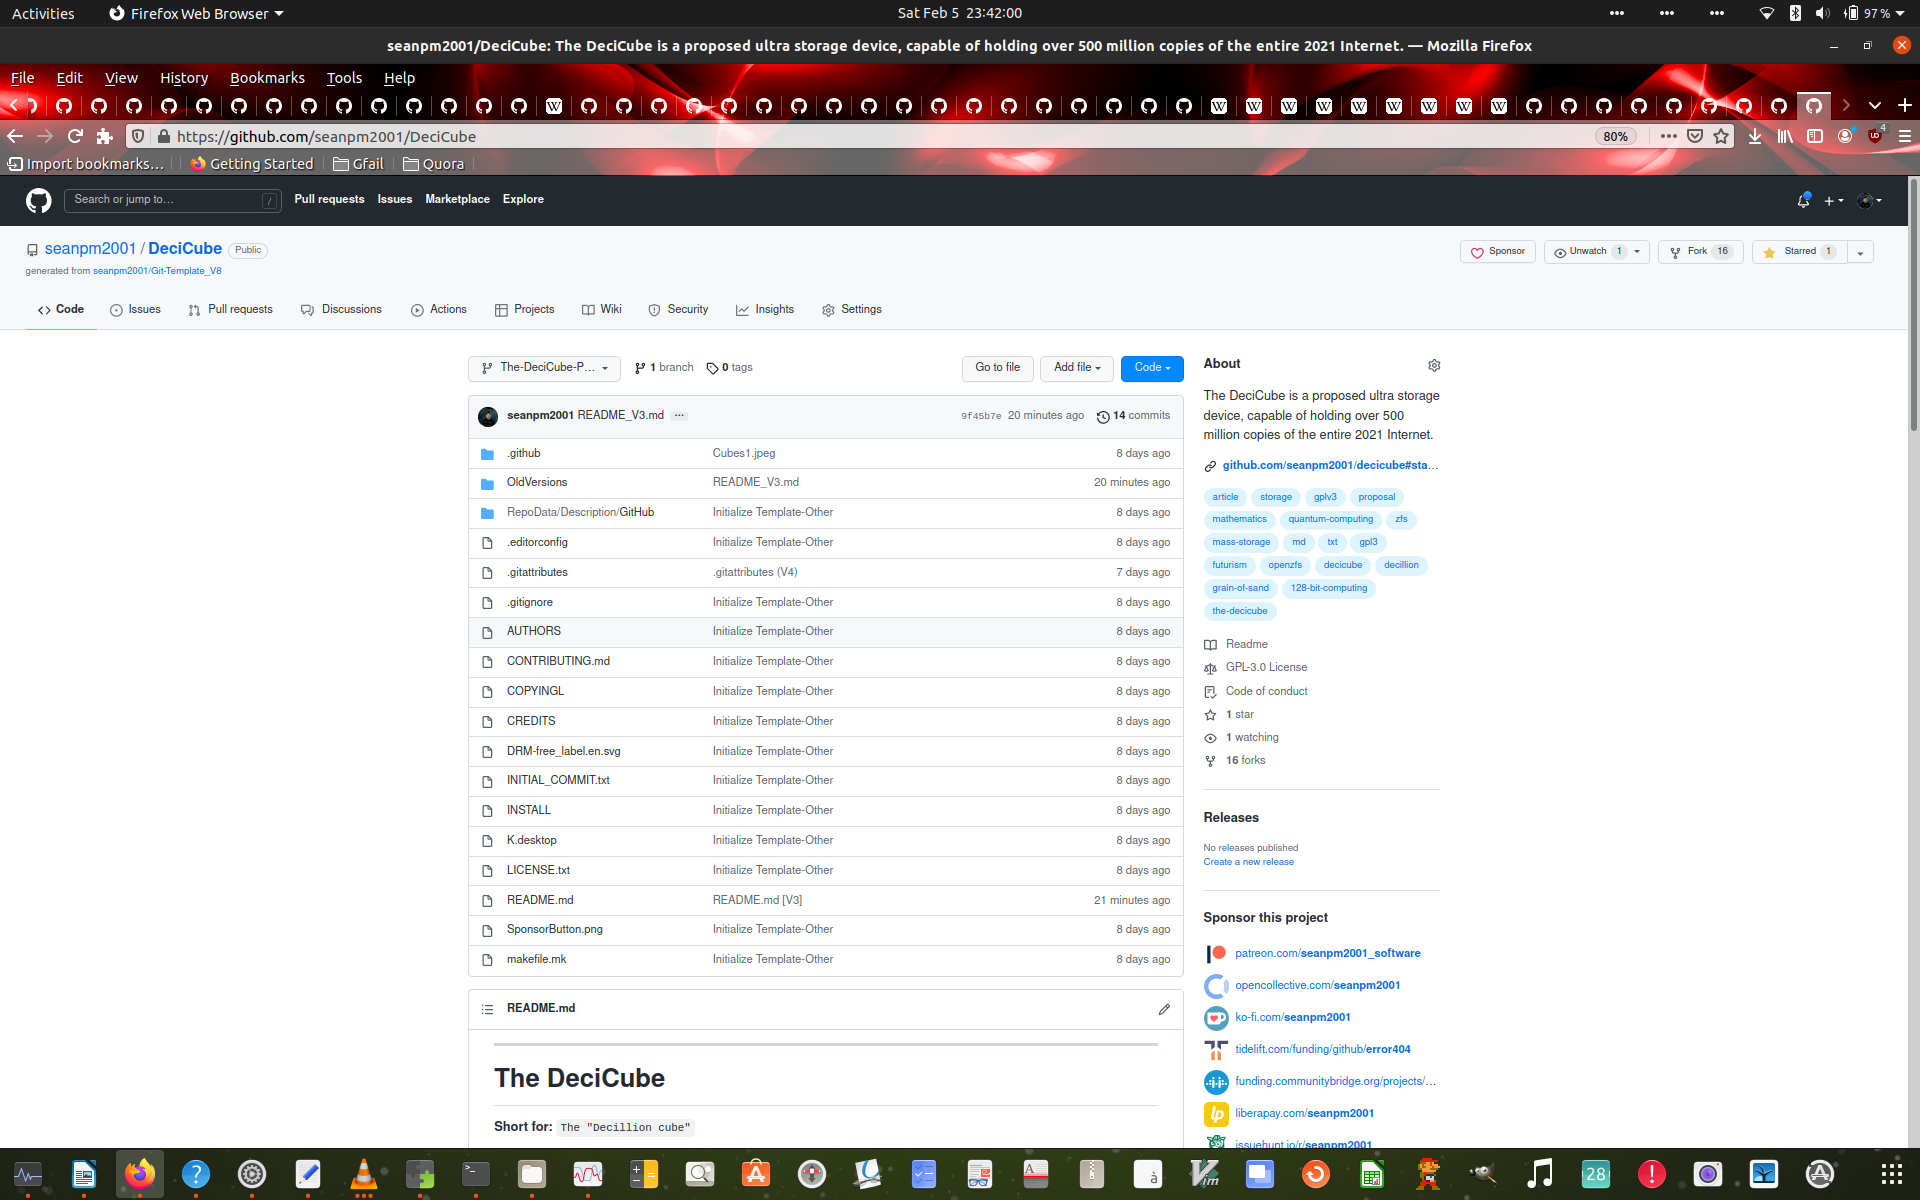 Activities Firefox Web Browser Sat Feb 5 23:42:00 97 %
seanpm2001/DeciCube: The DeciCube is a proposed ultra storage device, capable of holding over 500 million copies of the entire 2021 Internet. — Mozilla Firefox
File Edit View History Bookmarks Tools Help
https://github.com/seanpm2001/DeciCube 80% 4
Import bookmarks… Getting Started Gfail Quora
Search or jump to… / Pull requests Issues Marketplace Explore
seanpm2001 / DeciCube Public Sponsor Unwatch 1 Fork 16 Starred 1
generated from seanpm2001/Git-Template_V8
Code Issues Pull requests Discussions Actions Projects Wiki Security Insights Settings
The-DeciCube-P… 1 branch 0 tags Go to file Add file Code
seanpm2001 README_V3.md 9f45b7e 20 minutes ago 14 commits
.github Cubes1.jpeg 8 days ago
OldVersions README_V3.md 20 minutes ago
RepoData/Description/GitHub Initialize Template-Other 8 days ago
.editorconfig Initialize Template-Other 8 days ago
.gitattributes .gitattributes (V4) 7 days ago
.gitignore Initialize Template-Other 8 days ago
AUTHORS Initialize Template-Other 8 days ago
CONTRIBUTING.md Initialize Template-Other 8 days ago
COPYINGL Initialize Template-Other 8 days ago
CREDITS Initialize Template-Other 8 days ago
DRM-free_label.en.svg Initialize Template-Other 8 days ago
INITIAL_COMMIT.txt Initialize Template-Other 8 days ago
INSTALL Initialize Template-Other 8 days ago
K.desktop Initialize Template-Other 8 days ago
LICENSE.txt Initialize Template-Other 8 days ago
README.md README.md [V3] 21 minutes ago
SponsorButton.png Initialize Template-Other 8 days ago
makefile.mk Initialize Template-Other 8 days ago
README.md
The DeciCube
Short for: The "Decillion cube"
About
The DeciCube is a proposed ultra storage
device, capable of holding over 500
million copies of the entire 2021 Internet.
github.com/seanpm2001/decicube#sta…
article storage gplv3 proposal
mathematics quantum-computing zfs
mass-storage md txt gpl3
futurism openzfs decicube decillion
grain-of-sand 128-bit-computing
the-decicube
Readme
GPL-3.0 License
Code of conduct
1 star
1 watching
16 forks
Releases
No releases published
Create a new release
Sponsor this project
patreon.com/seanpm2001_software
opencollective.com/seanpm2001
ko-fi.com/seanpm2001
tidelift.com/funding/github/error404
funding.communitybridge.org/projects/…
liberapay.com/seanpm2001
issuehunt.io/r/seanpm2001
28